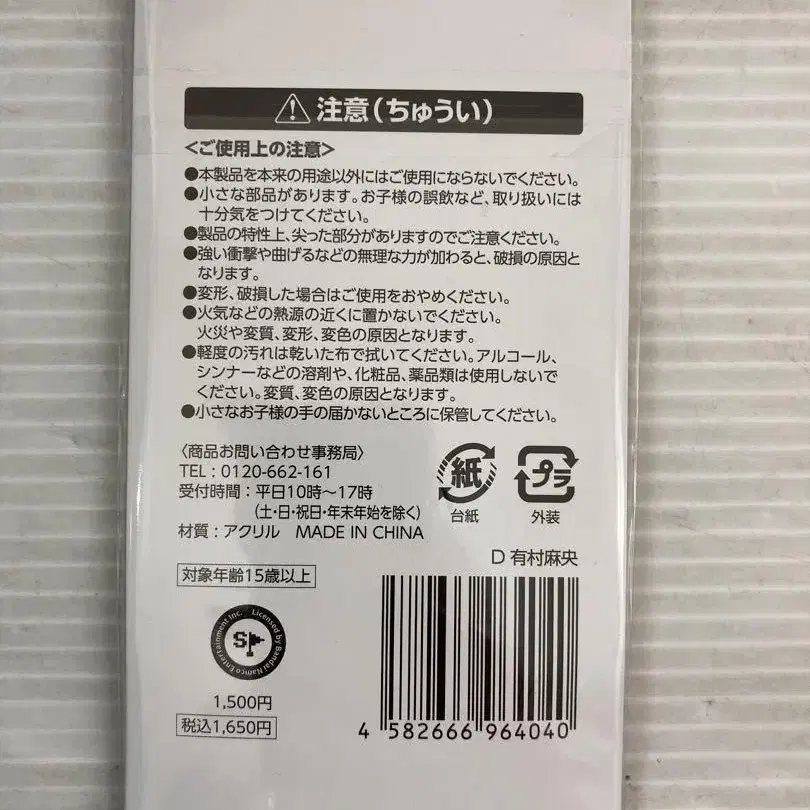 注意(ちゅうい)
<ご使用上の注意>
●本製品を本来の用途以外にはご使用にならないでください。
●小さな部品があります。お子様の誤飲など、取り扱いには
十分気をつけてください。
●製品の特性上、尖った部分がありますのでご注意ください。
●強い衝撃や曲げるなどの無理な力が加わると、破損の原因と
なります。
●変形、破損した場合はご使用をおやめください。
●火気などの熱源の近くに置かないでください。
火災や変質、変形、変色の原因となります。
●軽度の汚れは乾いた布で拭いてください。アルコール、
シンナーなどの溶剤や、化粧品、薬品類は使用しないで
ください。変質、変色の原因となります。
●小さなお子様の手の届かないところに保管してください。
〈商品お問い合わせ事務局〉
TEL：0120-662-161
受付時間：平日10時～17時
(土・日・祝日・年末年始を除く)
材質：アクリル MADE IN CHINA
紙
台紙
プラ
外装
D 有村麻央
対象年齢15歳以上
Licensed by Bandai Namco Entertainment Inc.
SP
1,500円
税込1,650円
4 582666 964040